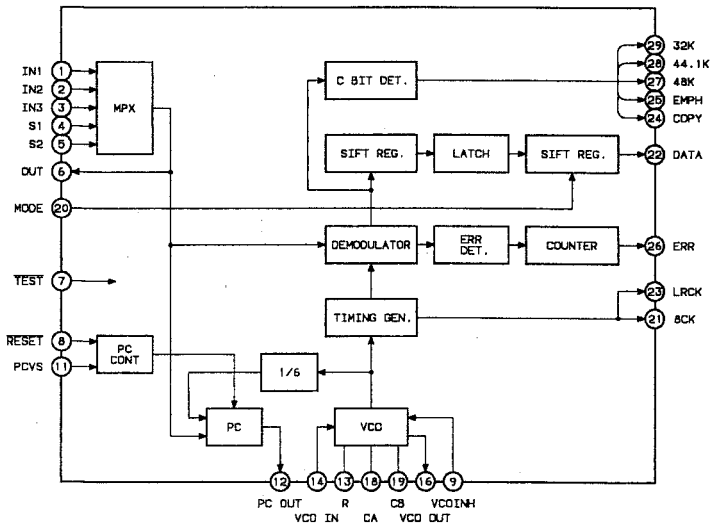 IN1 1
IN2 2
IN3 3
S1 4
S2 5
MPX
OUT 6
MODE 20
TEST 7
RESET 8
PCVS 11
PC
CONT
1/6
PC
VCO
C BIT DET.
SIFT REG.
LATCH
SIFT REG.
DEMODULATOR
ERR
DET.
COUNTER
TIMING GEN.
29 32K
28 44.1K
27 48K
25 EMPH
24 COPY
22 DATA
26 ERR
23 LRCK
21 BCK
12 14 13 18 19 16 9
PC OUT R CB VCOINH
VCO IN CA VCO OUT